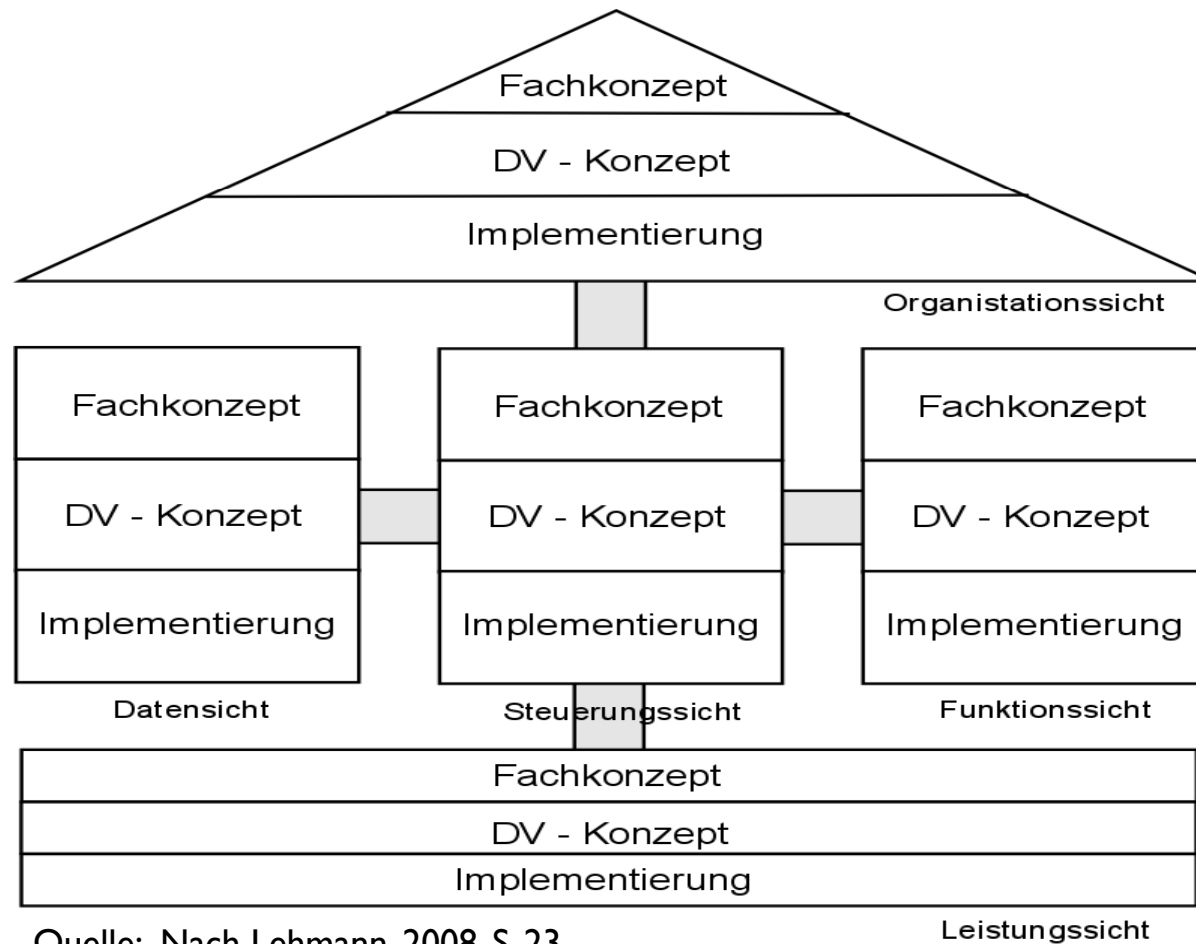 Fachkonzept
DV - Konzept
Implementierung
Organistationssicht
Fachkonzept
Fachkonzept
Fachkonzept
DV - Konzept
DV - Konzept
DV - Konzept
Implementierung
Implementierung
Implementierung
Datensicht
Steuerungssicht
Funktionssicht
Fachkonzept
DV - Konzept
Implementierung
Leistungssicht
Quelle: Nach Lehmann, 2008, S. 23